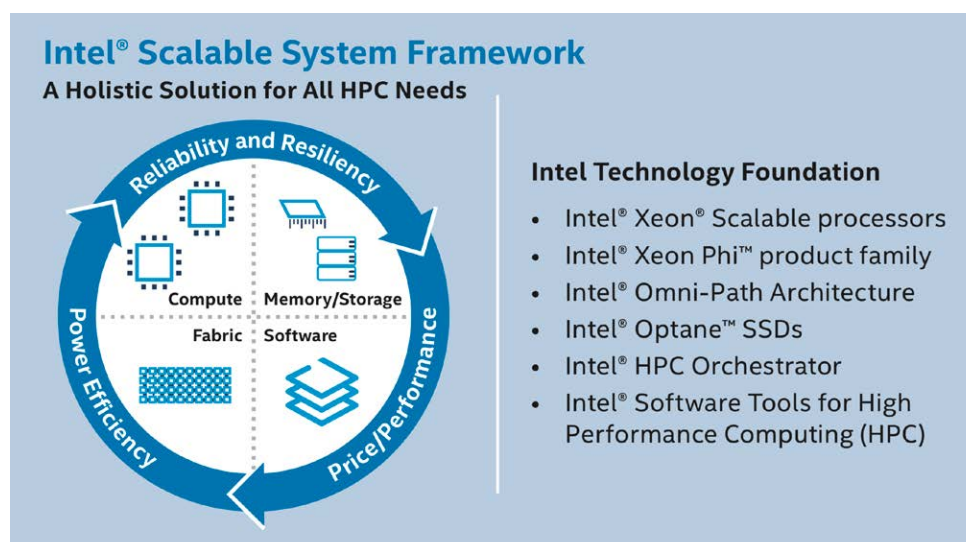 Intel® Scalable System Framework
A Holistic Solution for All HPC Needs
Reliability and Resiliency
Price/Performance
Power Efficiency
Compute
Memory/Storage
Fabric
Software
Intel Technology Foundation
• Intel® Xeon® Scalable processors
• Intel® Xeon Phi™ product family
• Intel® Omni-Path Architecture
• Intel® Optane™ SSDs
• Intel® HPC Orchestrator
• Intel® Software Tools for High
Performance Computing (HPC)